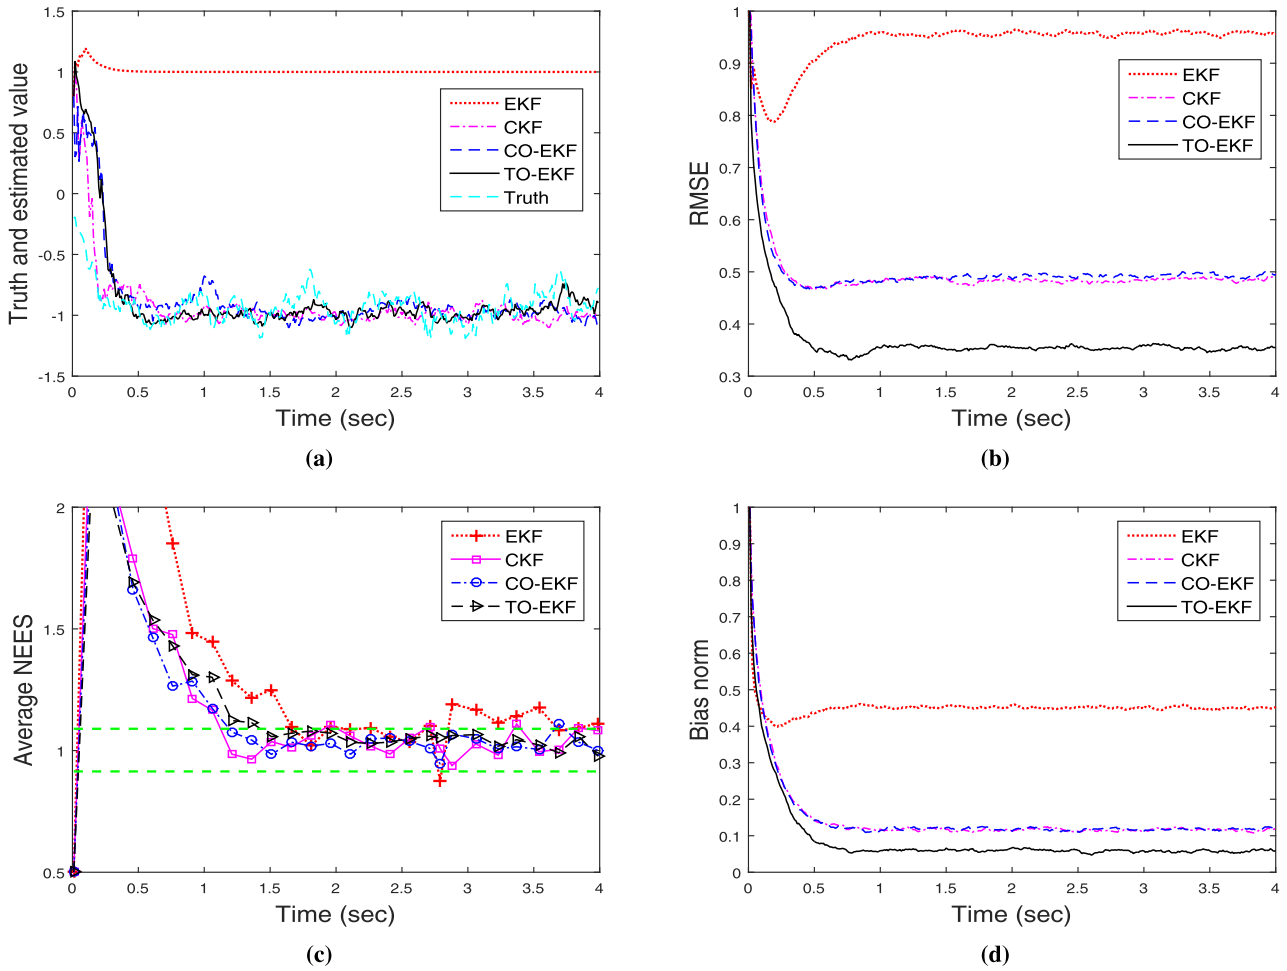 Truth and estimated value
1.5
1
0.5
0
-0.5
-1
-1.5
EKF
CKF
CO-EKF
TO-EKF
Truth
0 0.5 1 1.5 2 2.5 3 3.5 4
Time (sec)
(a)
RMSE
1
0.9
0.8
0.7
0.6
0.5
0.4
0.3
EKF
CKF
CO-EKF
TO-EKF
0 0.5 1 1.5 2 2.5 3 3.5 4
Time (sec)
(b)
Average NEES
2
1.5
1
0.5
EKF
CKF
CO-EKF
TO-EKF
0 0.5 1 1.5 2 2.5 3 3.5 4
Time (sec)
(c)
Bias norm
1
0.9
0.8
0.7
0.6
0.5
0.4
0.3
0.2
0.1
0
EKF
CKF
CO-EKF
TO-EKF
0 0.5 1 1.5 2 2.5 3 3.5 4
Time (sec)
(d)